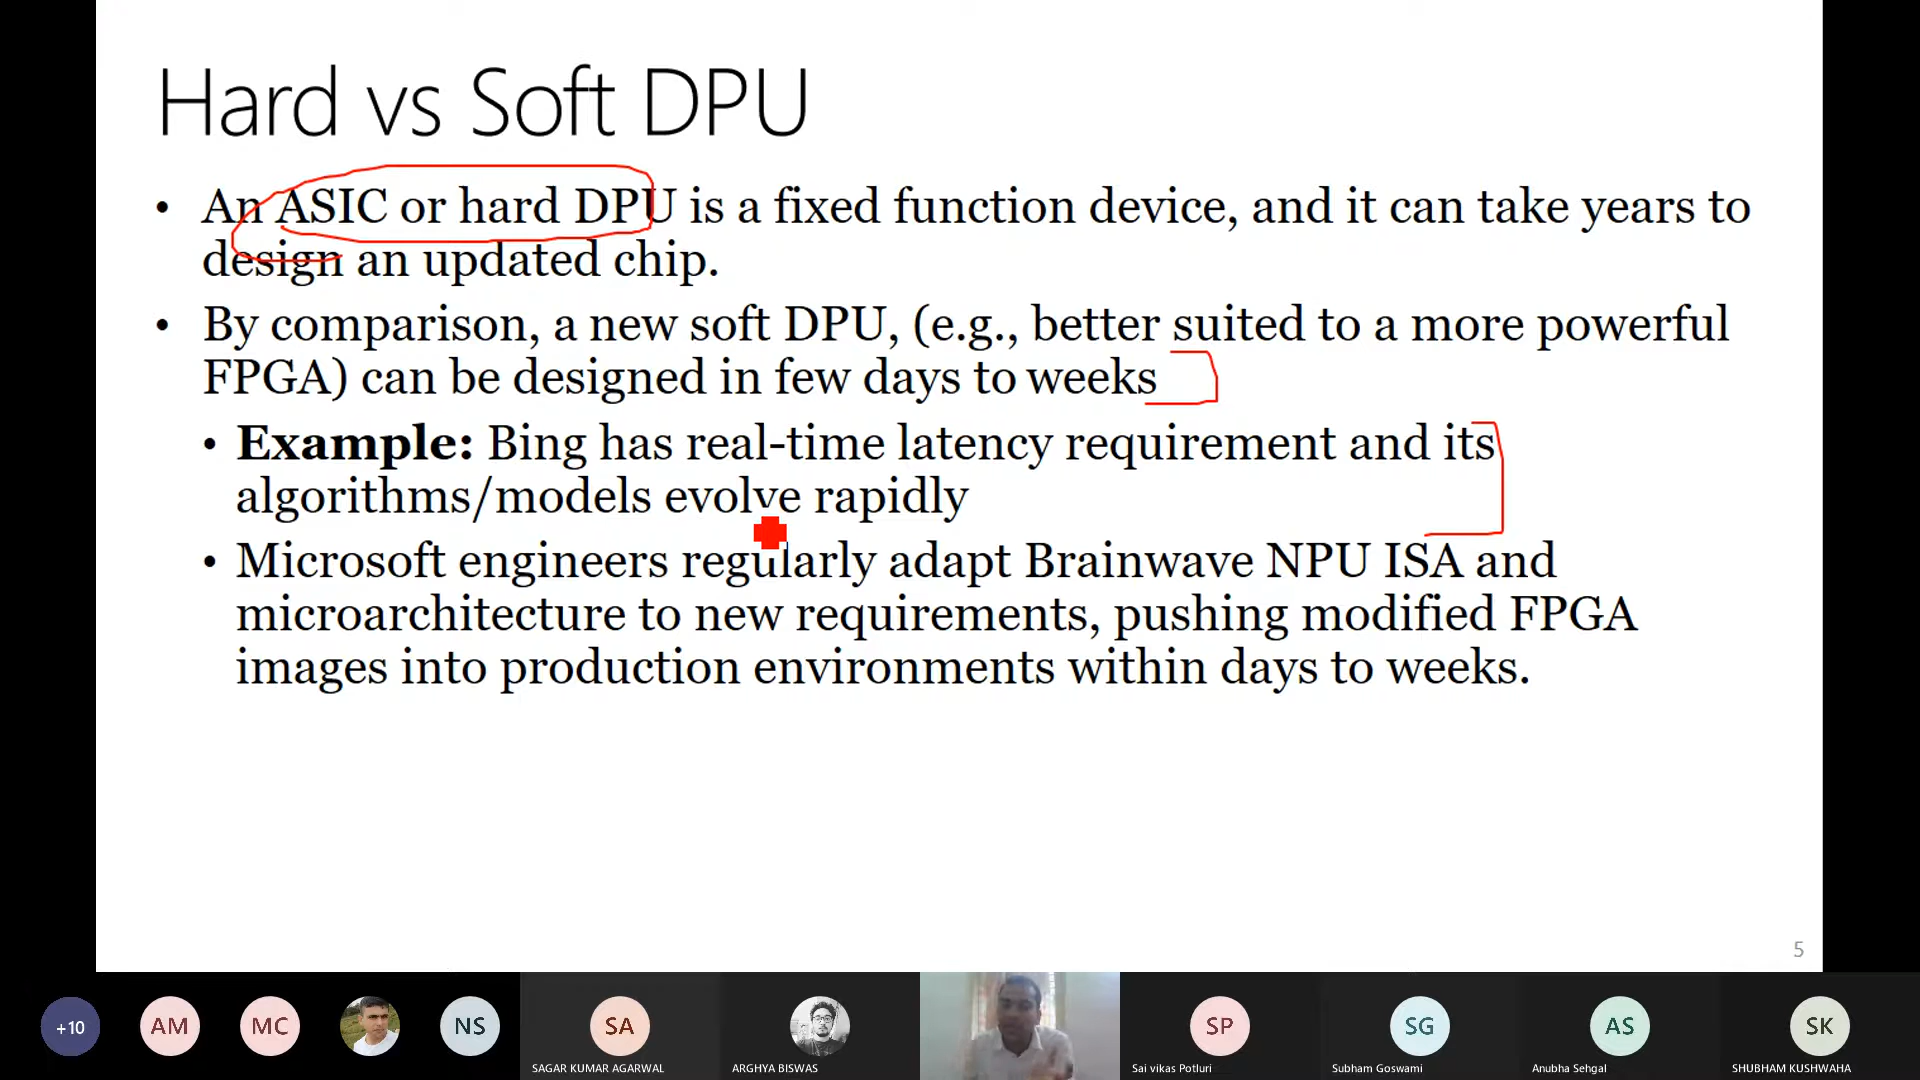 Hard vs Soft DPU
• An ASIC or hard DPU is a fixed function device, and it can take years to
design an updated chip.
• By comparison, a new soft DPU, (e.g., better suited to a more powerful
FPGA) can be designed in few days to weeks
• Example: Bing has real-time latency requirement and its
algorithms/models evolve rapidly
• Microsoft engineers regularly adapt Brainwave NPU ISA and
microarchitecture to new requirements, pushing modified FPGA
images into production environments within days to weeks.
5
+10
AM
MC
NS
SA
SP
SG
AS
SK
SAGAR KUMAR AGARWAL
ARGHYA BISWAS
Sai vikas Potluri
Subham Goswami
Anubha Sehgal
SHUBHAM KUSHWAHA